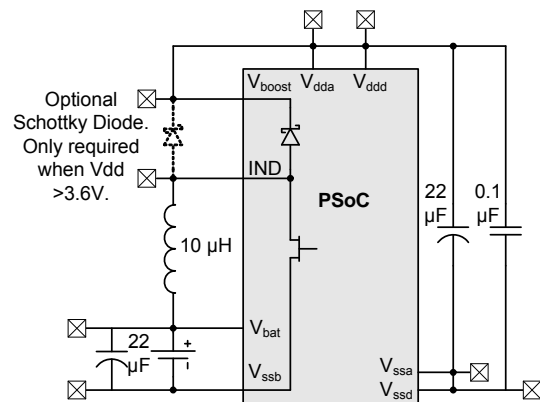 Vboost
Vdda
Vddd
Optional
Schottky Diode.
Only required
when Vdd
>3.6V.
IND
PSoC
22
µF
0.1
µF
10 µH
Vbat
22
µF
+
-
Vssb
Vssa
Vssd